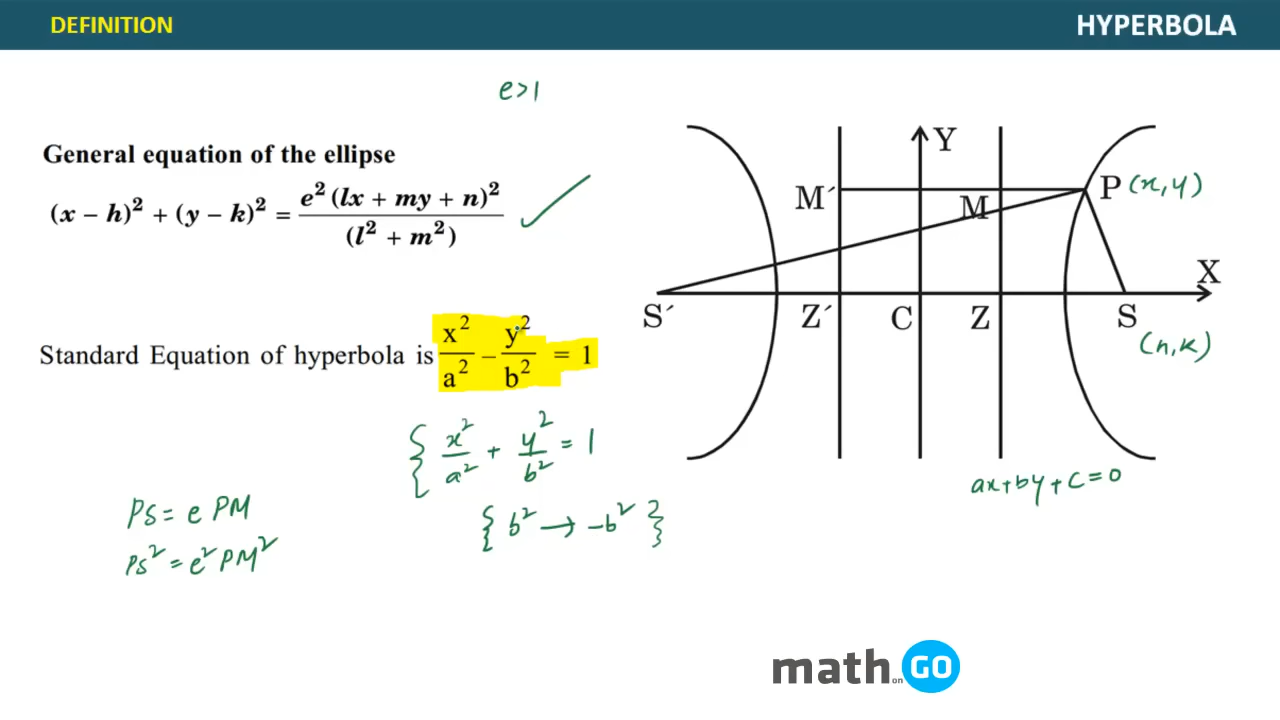 DEFINITION
HYPERBOLA
e>1
General equation of the ellipse
(x − h)² + (y − k)² = e² (lx + my + n)² / (l² + m²)
Standard Equation of hyperbola is x²/a² − y²/b² = 1
{ x²/a² + y²/b² = 1
{ b² → -b² }
PS = e PM
PS² = e² PM²
Y
M´ M P (x, y)
X
S´ Z´ C Z S
(h, k)
ax+by+c=0
math on GO